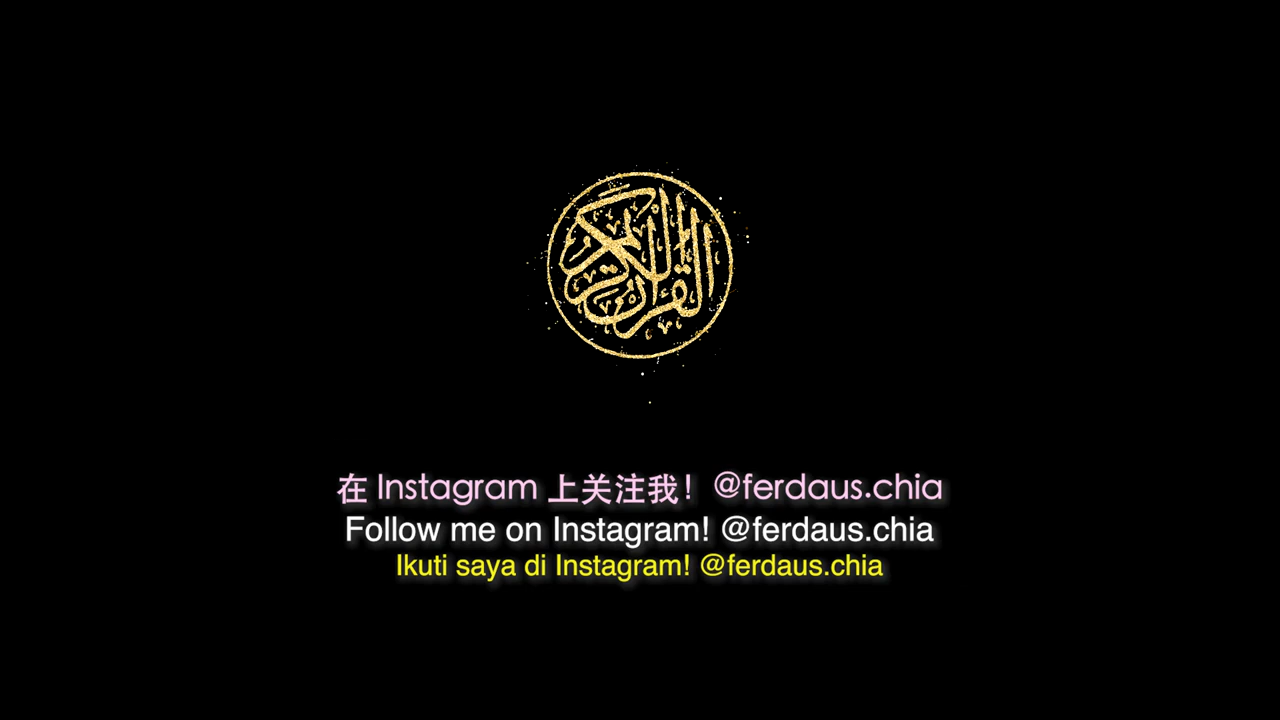 القرآن الكريم
在 Instagram 上关注我！@ferdaus.chia
Follow me on Instagram! @ferdaus.chia
Ikuti saya di Instagram! @ferdaus.chia